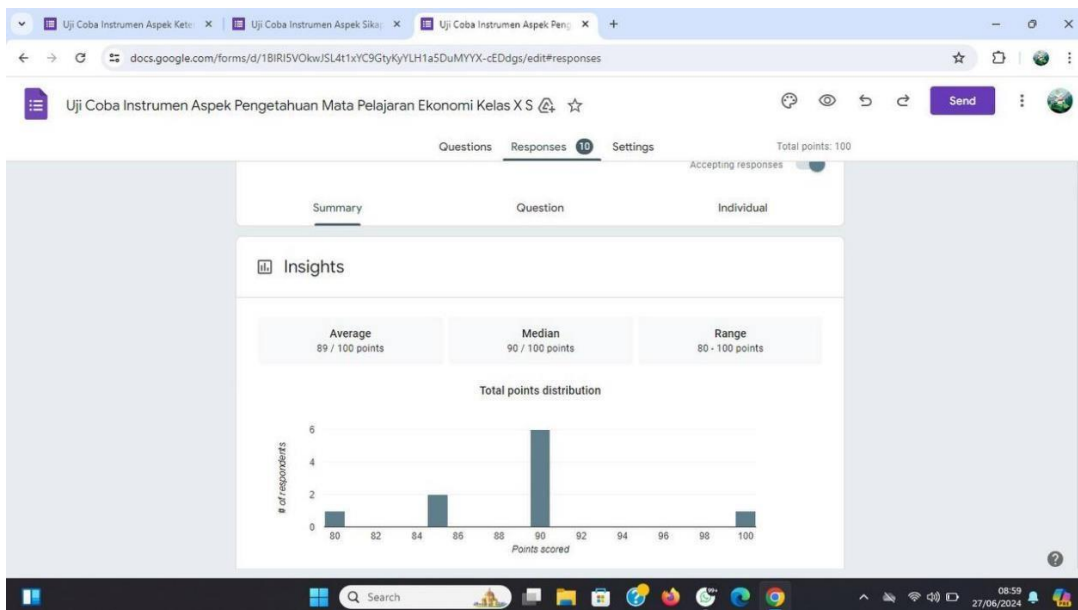 Uji Coba Instrumen Aspek Kete
Uji Coba Instrumen Aspek Sikap
Uji Coba Instrumen Aspek Peng
docs.google.com/forms/d/1BIRI5VOkwJSL4t1xYC9GtyKyYLH1a5DuMYYX-cEDdgs/edit#responses
Uji Coba Instrumen Aspek Pengetahuan Mata Pelajaran Ekonomi Kelas X S
Send
Questions Responses 10 Settings
Total points: 100
Accepting responses
Summary Question Individual
Insights
Average Median Range
89 / 100 points 90 / 100 points 80 - 100 points
Total points distribution
# of respondents
6
4
2
0
80 82 84 86 88 90 92 94 96 98 100
Points scored
Search
08:59
27/06/2024